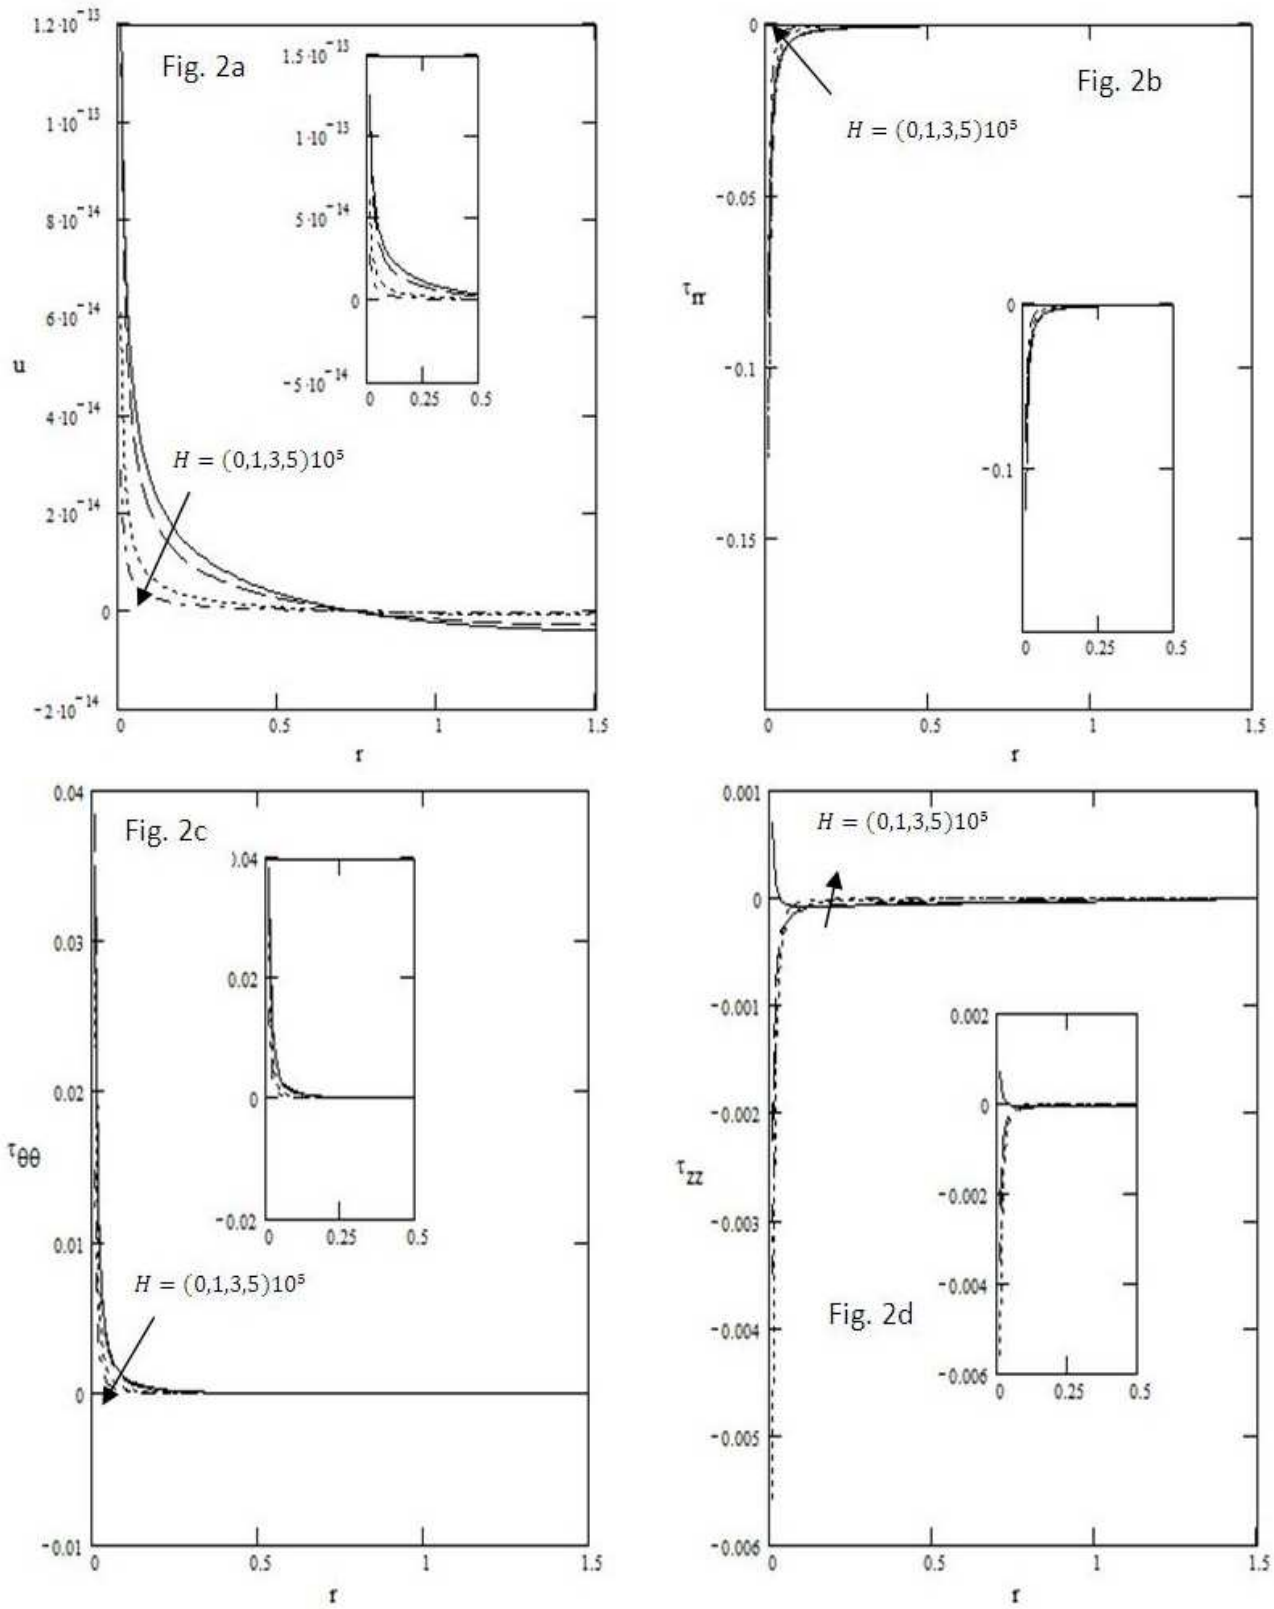 Fig. 2a
1.2·10⁻¹³
1·10⁻¹³
8·10⁻¹⁴
6·10⁻¹⁴
4·10⁻¹⁴
2·10⁻¹⁴
0
−2·10⁻¹⁴
u
1.5·10⁻¹³
1·10⁻¹³
5·10⁻¹⁴
0
−5·10⁻¹⁴
0 0.25 0.5
H = (0,1,3,5)10⁵
0 0.5 1 1.5
r
Fig. 2b
0
−0.05
−0.1
−0.15
τrr
H = (0,1,3,5)10⁵
0
−0.1
0 0.25 0.5
0 0.5 1 1.5
r
Fig. 2c
0.04
0.03
0.02
0.01
0
−0.01
τθθ
0.04
0.02
0
−0.02
0 0.25 0.5
H = (0,1,3,5)10⁵
0 0.5 1 1.5
r
0.001
0
−0.001
−0.002
−0.003
−0.004
−0.005
−0.006
τzz
H = (0,1,3,5)10⁵
0.002
0
−0.002
−0.004
−0.006
0 0.25 0.5
Fig. 2d
0 0.5 1 1.5
r